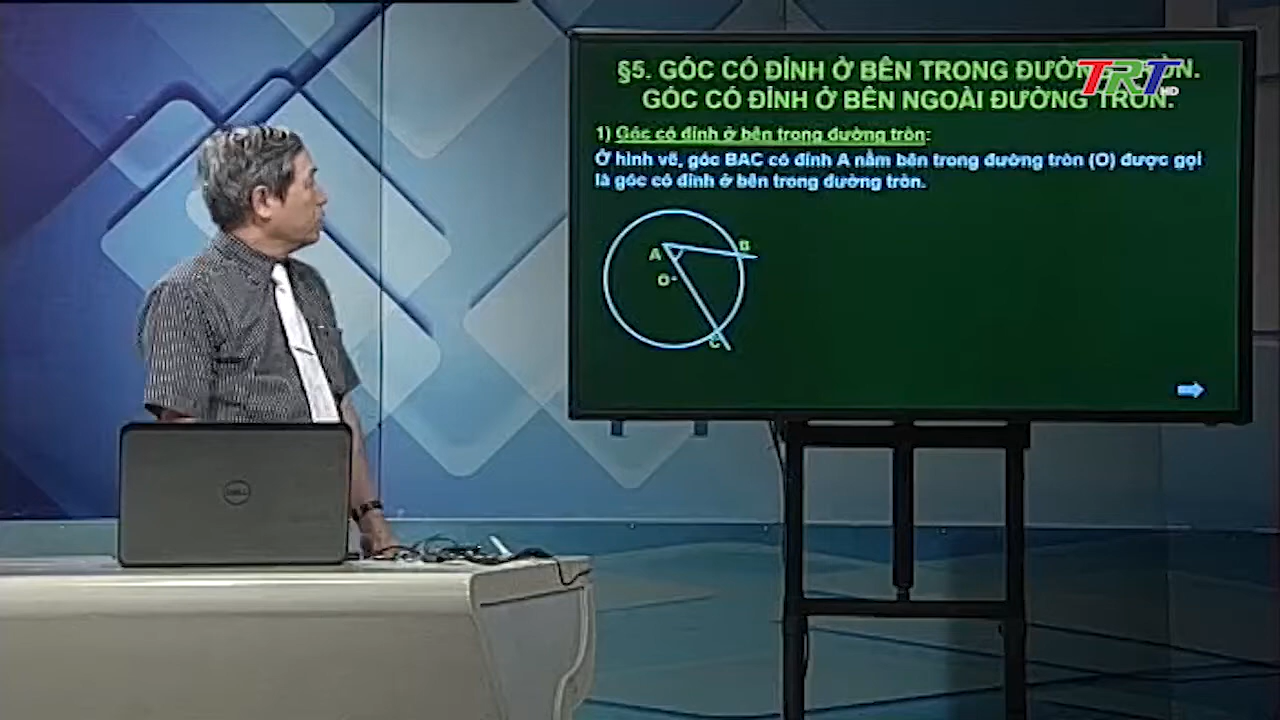 §5. GÓC CÓ ĐỈNH Ở BÊN TRONG ĐƯỜNG TRÒN.
GÓC CÓ ĐỈNH Ở BÊN NGOÀI ĐƯỜNG TRÒN.
TRT HD
1) Góc có đỉnh ở bên trong đường tròn:
Ở hình vẽ, góc BAC có đỉnh A nằm bên trong đường tròn (O) được gọi
là góc có đỉnh ở bên trong đường tròn.
B
A
O
C
DELL